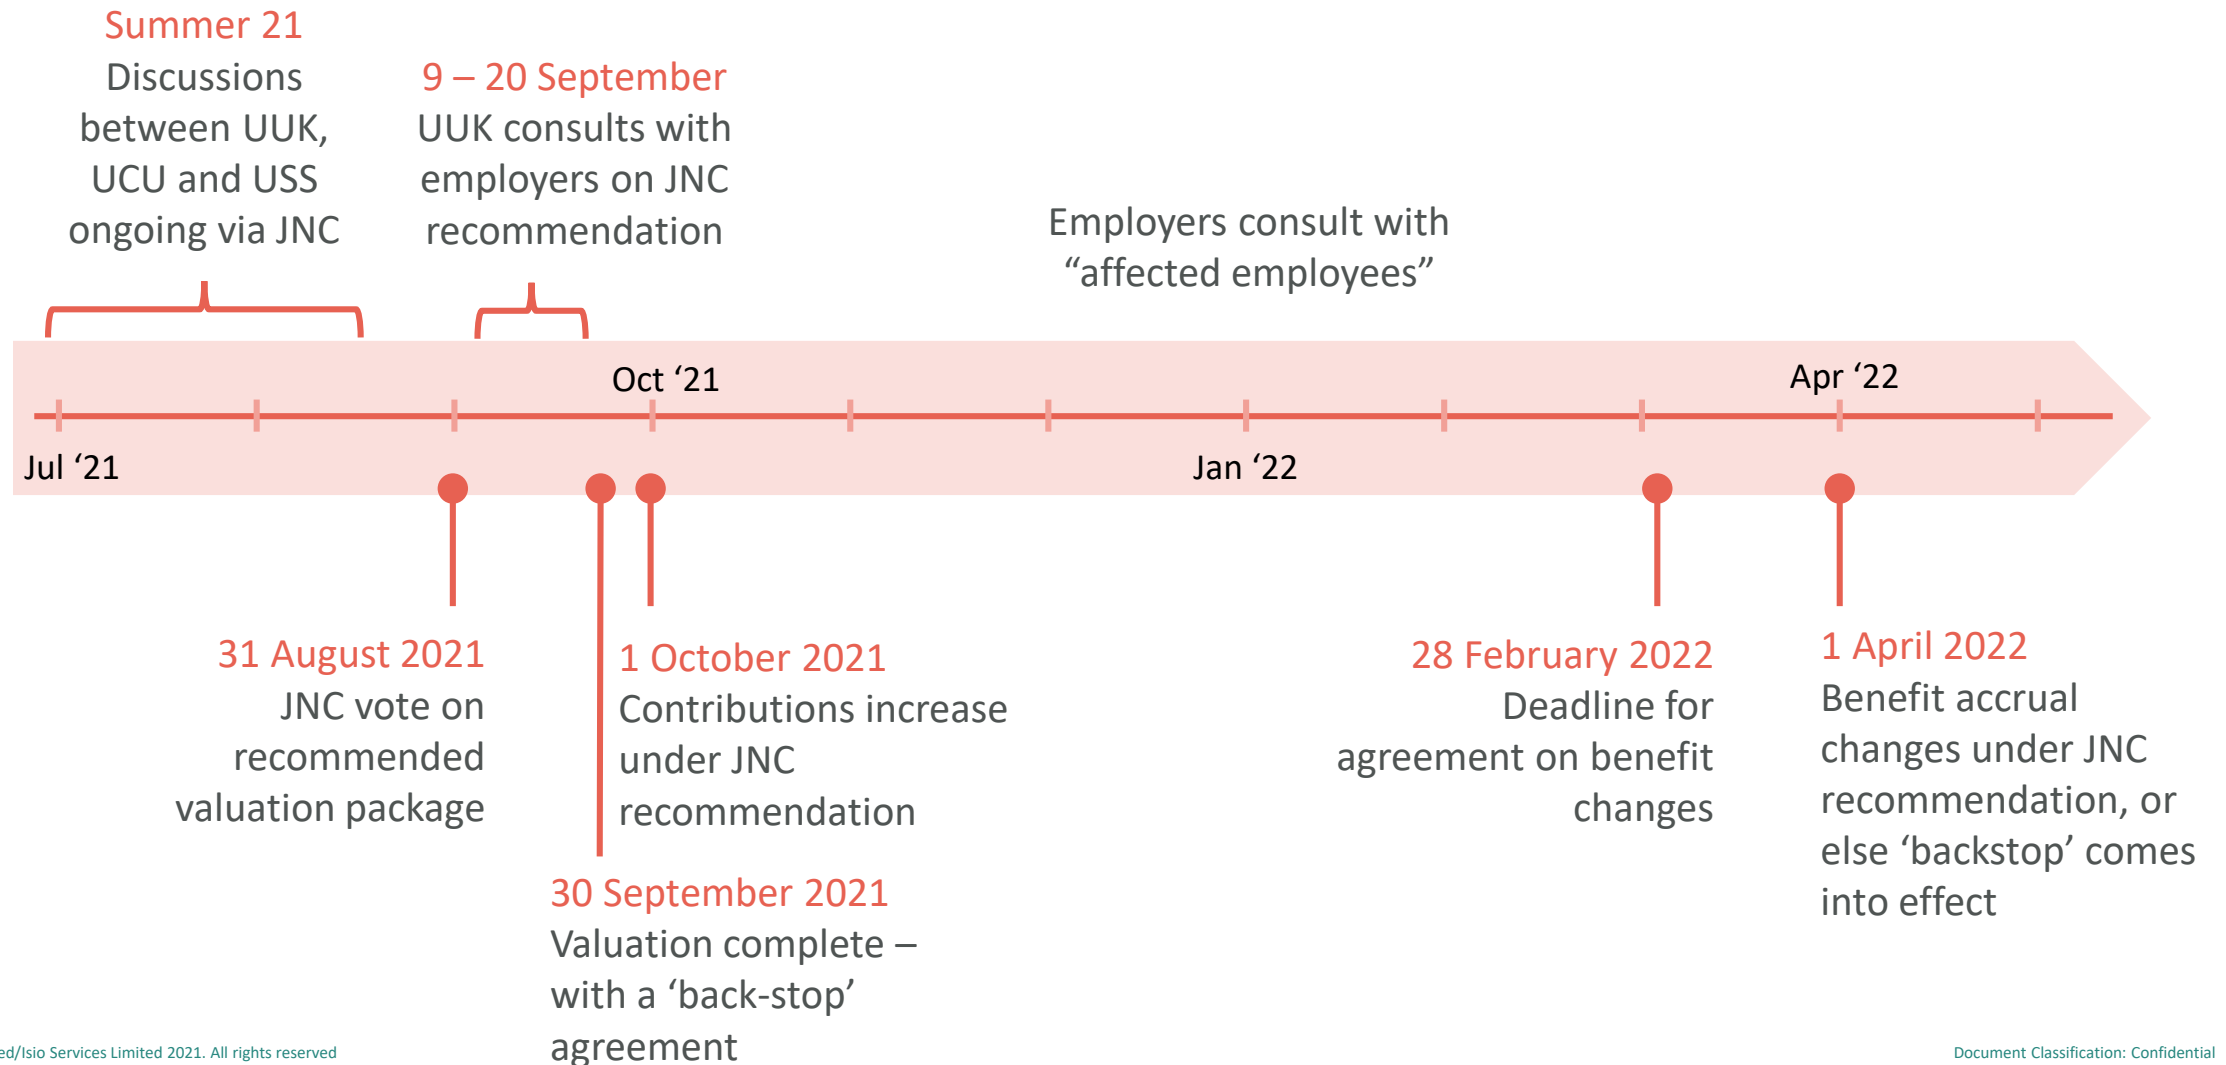 Summer 21
Discussions
between UUK,
UCU and USS
ongoing via JNC
9 – 20 September
UUK consults with
employers on JNC
recommendation
Employers consult with
“affected employees”
Oct ‘21
Apr ‘22
Jul ‘21
Jan ‘22
31 August 2021
JNC vote on
recommended
valuation package
1 October 2021
Contributions increase
under JNC
recommendation
30 September 2021
Valuation complete –
with a ‘back-stop’
agreement
28 February 2022
Deadline for
agreement on benefit
changes
1 April 2022
Benefit accrual
changes under JNC
recommendation, or
else ‘backstop’ comes
into effect
ed/Isio Services Limited 2021. All rights reserved
Document Classification: Confidential